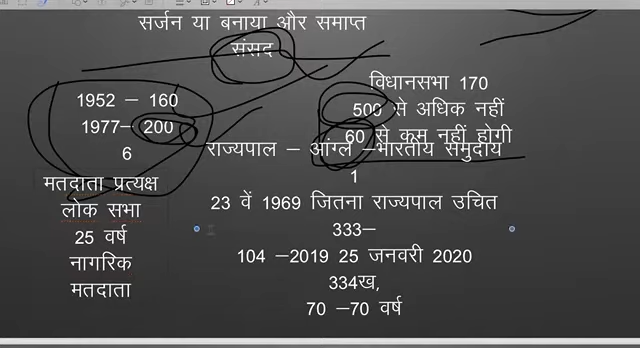 सर्जन या बनाया और समाप्त
संसद
विधानसभा 170
500 से अधिक नहीं
60 से कम नहीं होगी
1952 – 160
1977– 200
6
राज्यपाल – आंग्ल –भारतीय समुदाय
1
मतदाता प्रत्यक्ष
लोक सभा
25 वर्ष
नागरिक
मतदाता
23 वें 1969 जितना राज्यपाल उचित
333–
104 –2019 25 जनवरी 2020
334ख,
70 –70 वर्ष